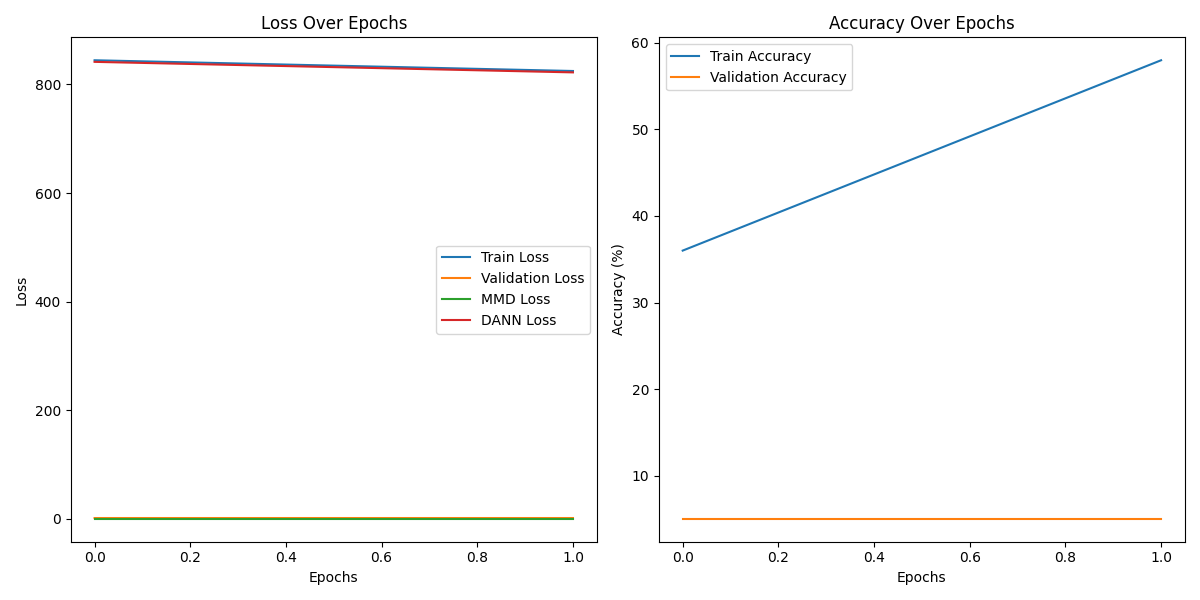 Loss Over Epochs
Loss
800
600
400
200
0
Train Loss
Validation Loss
MMD Loss
DANN Loss
0.0 0.2 0.4 0.6 0.8 1.0
Epochs
Accuracy Over Epochs
Accuracy (%)
60
50
40
30
20
10
Train Accuracy
Validation Accuracy
0.0 0.2 0.4 0.6 0.8 1.0
Epochs